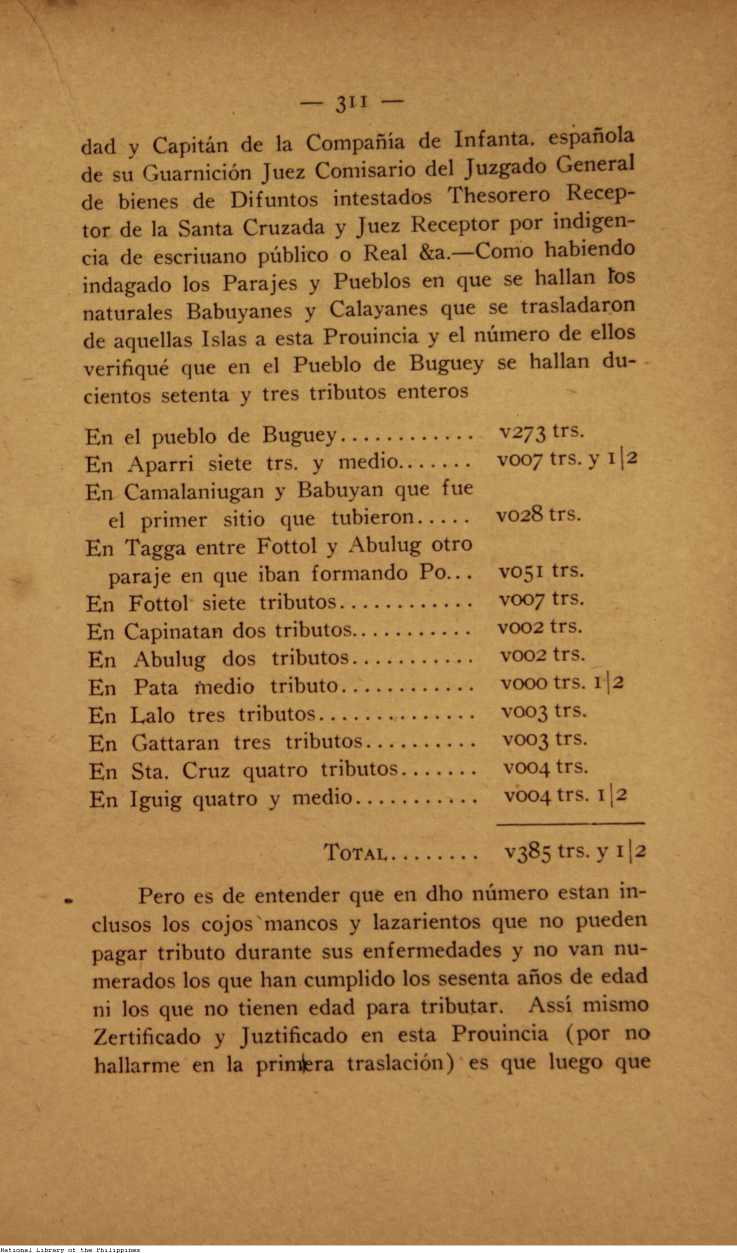 — 311 —
dad y Capitán de la Compañía de Infanta. española
de su Guarnición Juez Comisario del Juzgado General
de bienes de Difuntos intestados Thesorero Recep-
tor de la Santa Cruzada y Juez Receptor por indigen-
cia de escriuano público o Real &a.—Como habiendo
indagado los Parajes y Pueblos en que se hallan los
naturales Babuyanes y Calayanes que se trasladaron
de aquellas Islas a esta Prouincia y el número de ellos
verifiqué que en el Pueblo de Buguey se hallan du-
cientos setenta y tres tributos enteros
En el pueblo de Buguey............ v273 trs.
En Aparri siete trs. y medio....... v007 trs. y 1|2
En Camalaniugan y Babuyan que fue
el primer sitio que tubieron..... v028 trs.
En Tagga entre Fottol y Abulug otro
paraje en que iban formando Po... v051 trs.
En Fottol siete tributos............ v007 trs.
En Capinatan dos tributos........... v002 trs.
En Abulug dos tributos........... v002 trs.
En Pata medio tributo............ v000 trs. 1|2
En Lalo tres tributos.............. v003 trs.
En Gattaran tres tributos.......... v003 trs.
En Sta. Cruz quatro tributos....... v004 trs.
En Iguig quatro y medio........... v004 trs. 1|2
TOTAL........ v385 trs. y 1|2
Pero es de entender que en dho número estan in-
clusos los cojos mancos y lazarientos que no pueden
pagar tributo durante sus enfermedades y no van nu-
merados los que han cumplido los sesenta años de edad
ni los que no tienen edad para tributar. Assí mismo
Zertificado y Juztificado en esta Prouincia (por no
hallarme en la primera traslación) es que luego que
National Library of the Philippines